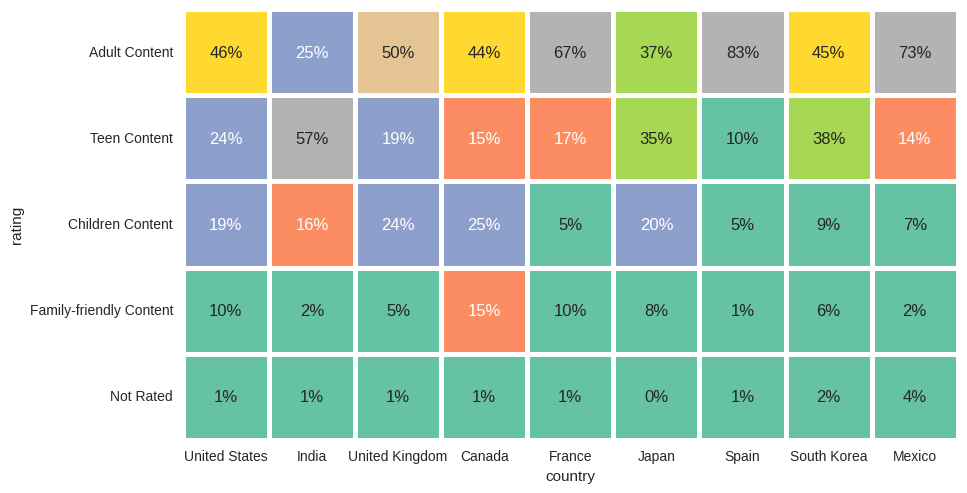 Adult Content 46% 25% 50% 44% 67% 37% 83% 45% 73%
Teen Content 24% 57% 19% 15% 17% 35% 10% 38% 14%
rating
Children Content 19% 16% 24% 25% 5% 20% 5% 9% 7%
Family-friendly Content 10% 2% 5% 15% 10% 8% 1% 6% 2%
Not Rated 1% 1% 1% 1% 1% 0% 1% 2% 4%
United States India United Kingdom Canada France Japan Spain South Korea Mexico
country